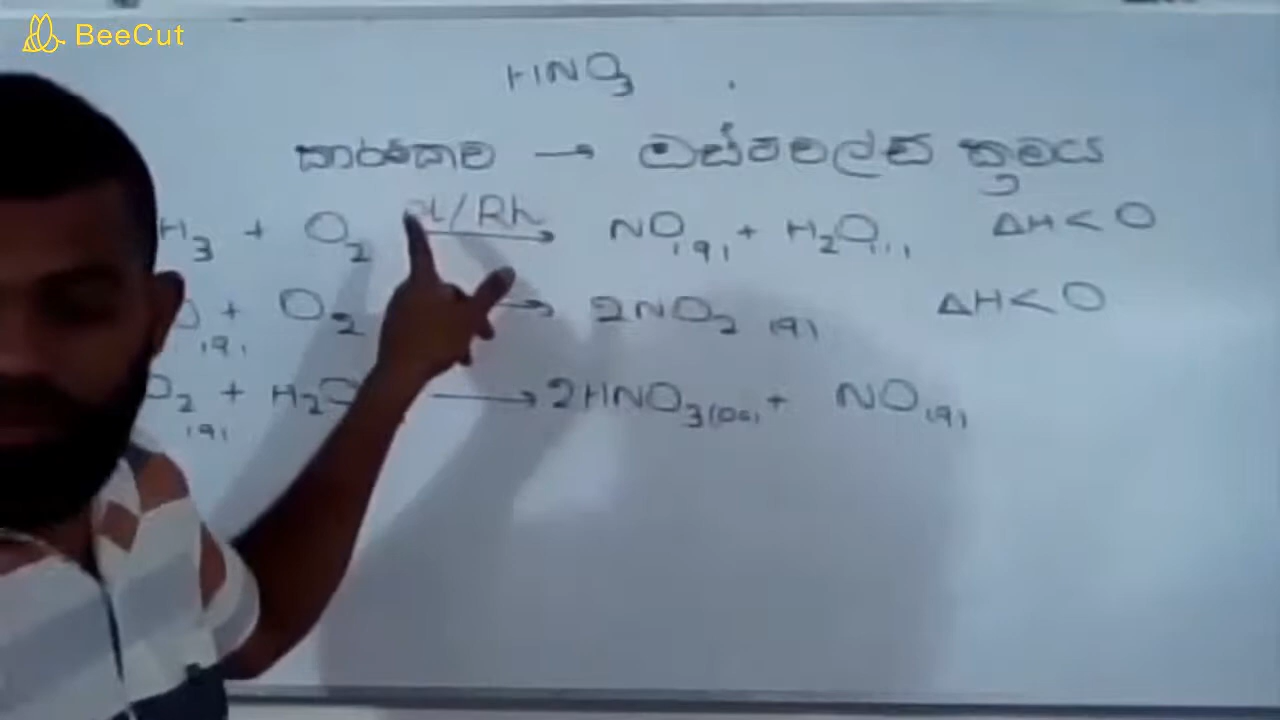 BeeCut
HNO₃
කාර්මිකව → ඔස්ට්වල්ඩ් ක්‍රමය
H₃ + O₂ Pt/Rh → NO(g) + H₂O(l) ΔH < 0
O(g) + O₂ → 2NO₂ (g) ΔH < 0
O₂(g) + H₂O → 2HNO₃ + NO(g)